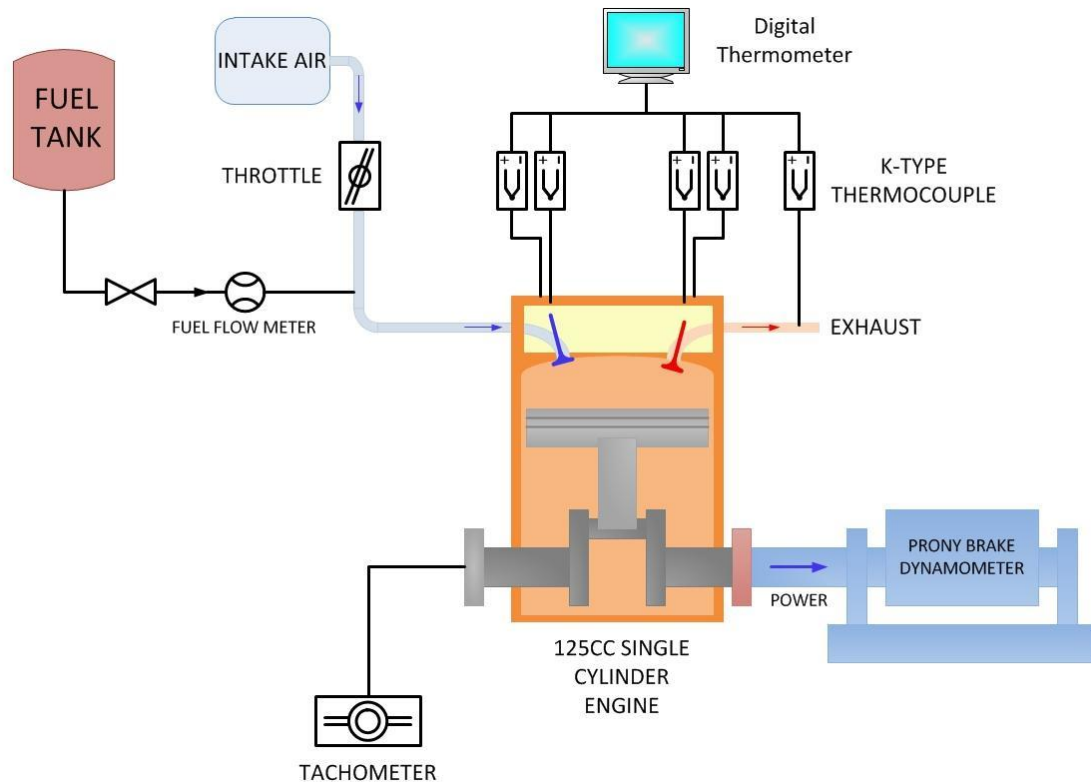 FUEL
TANK
INTAKE AIR
Digital
Thermometer
THROTTLE
K-TYPE
THERMOCOUPLE
+ I
+ I
+ I
+ I
+ I
FUEL FLOW METER
EXHAUST
PRONY BRAKE
DYNAMOMETER
POWER
125CC SINGLE
CYLINDER
ENGINE
TACHOMETER